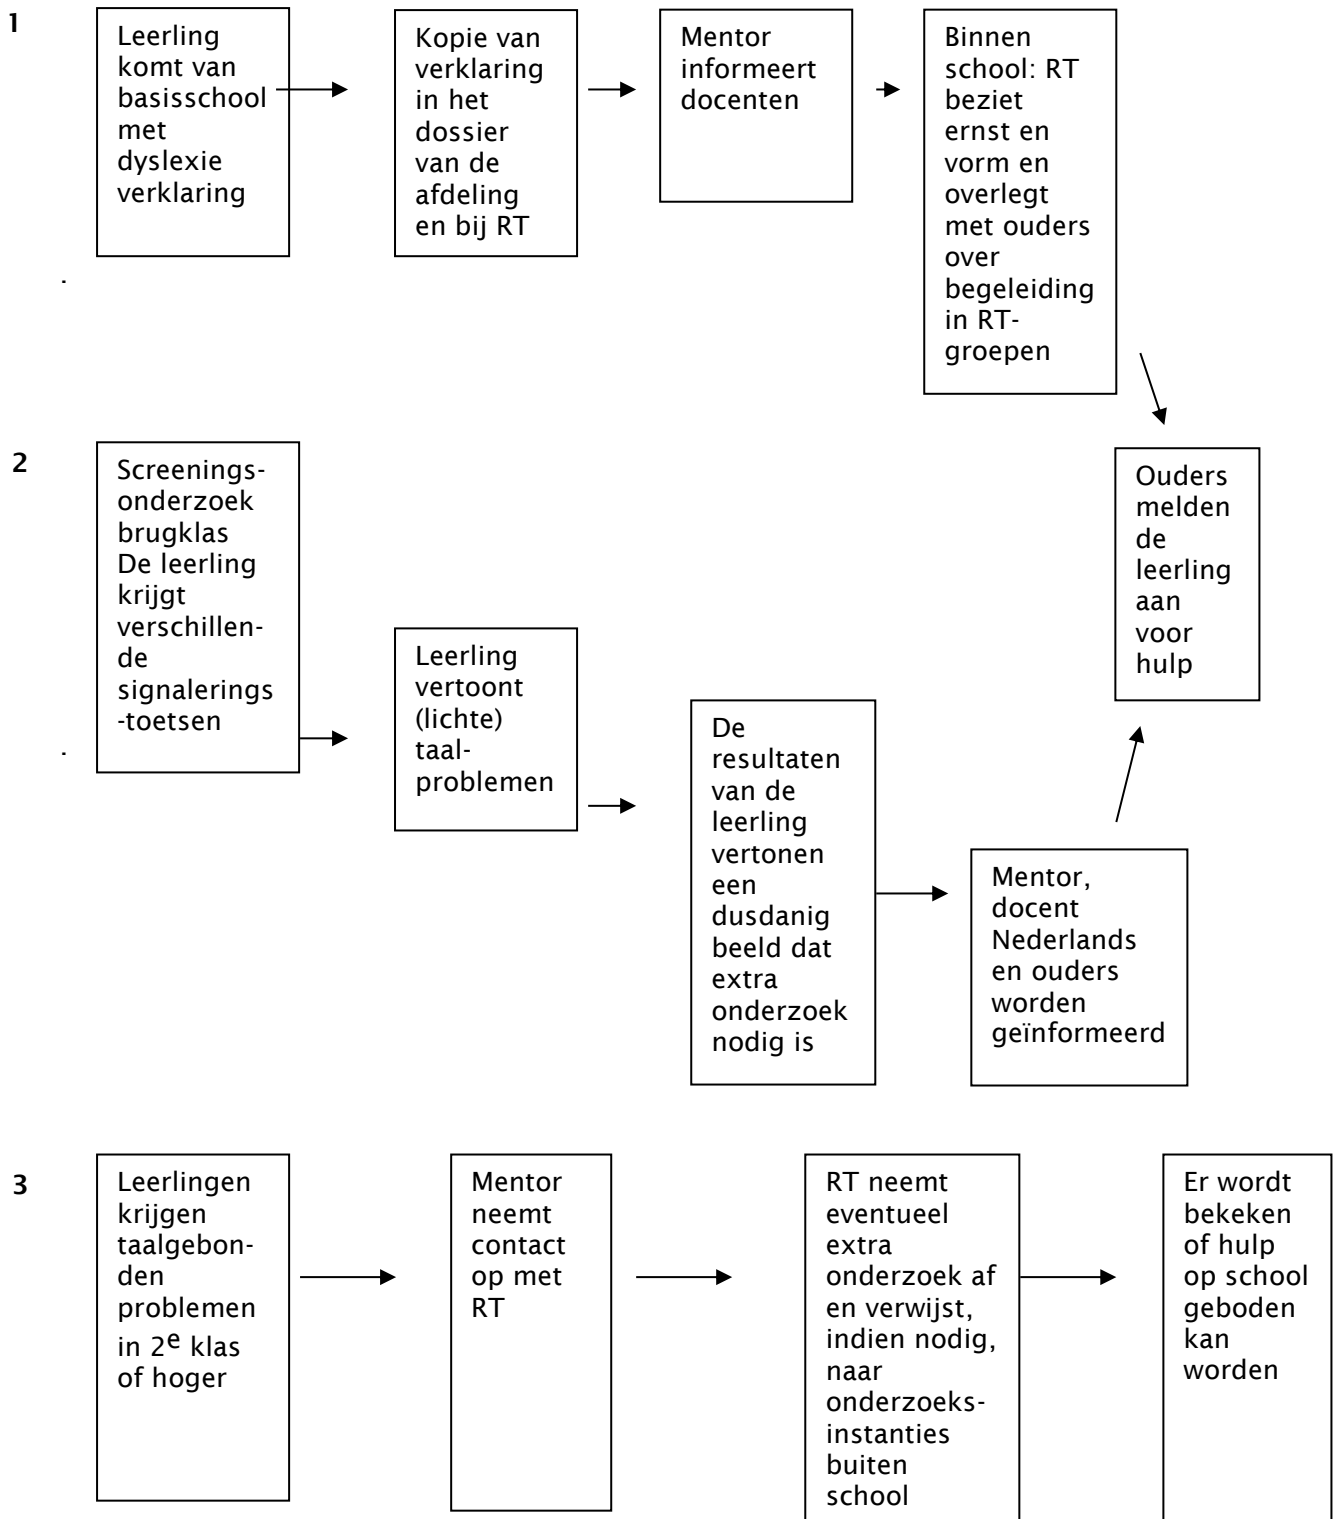 1
Leerling
komt van
basisschool
met
dyslexie
verklaring
Kopie van
verklaring
in het
dossier
van de
afdeling
en bij RT
Mentor
informeert
docenten
Binnen
school: RT
beziet
ernst en
vorm en
overlegt
met ouders
over
begeleiding
in RT-
groepen
.
2
Screenings-
onderzoek
brugklas
De leerling
krijgt
verschillen-
de
signalerings
-toetsen
Leerling
vertoont
(lichte)
taal-
problemen
De
resultaten
van de
leerling
vertonen
een
dusdanig
beeld dat
extra
onderzoek
nodig is
Mentor,
docent
Nederlands
en ouders
worden
geïnformeerd
Ouders
melden
de
leerling
aan
voor
hulp
.
3
Leerlingen
krijgen
taalgebon-
den
problemen
in 2e klas
of hoger
Mentor
neemt
contact
op met
RT
RT neemt
eventueel
extra
onderzoek af
en verwijst,
indien nodig,
naar
onderzoeks-
instanties
buiten
school
Er wordt
bekeken
of hulp
op school
geboden
kan
worden